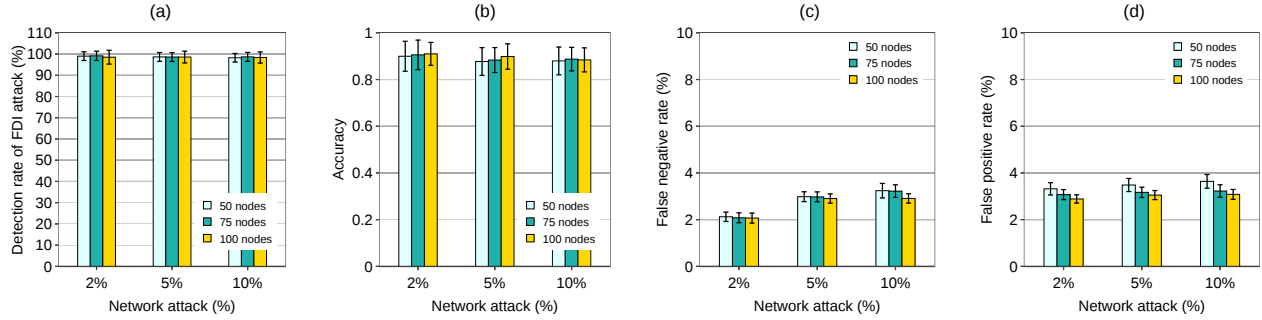 (a)
Detection rate of FDI attack (%)
110
100
90
80
70
60
50
40
30
20
10
0
50 nodes
75 nodes
100 nodes
2%
5%
10%
Network attack (%)
(b)
Accuracy
1
0.8
0.6
0.4
0.2
0
50 nodes
75 nodes
100 nodes
2%
5%
10%
Network attack (%)
(c)
False negative rate (%)
10
8
6
4
2
0
50 nodes
75 nodes
100 nodes
2%
5%
10%
Network attack (%)
(d)
False positive rate (%)
10
8
6
4
2
0
50 nodes
75 nodes
100 nodes
2%
5%
10%
Network attack (%)